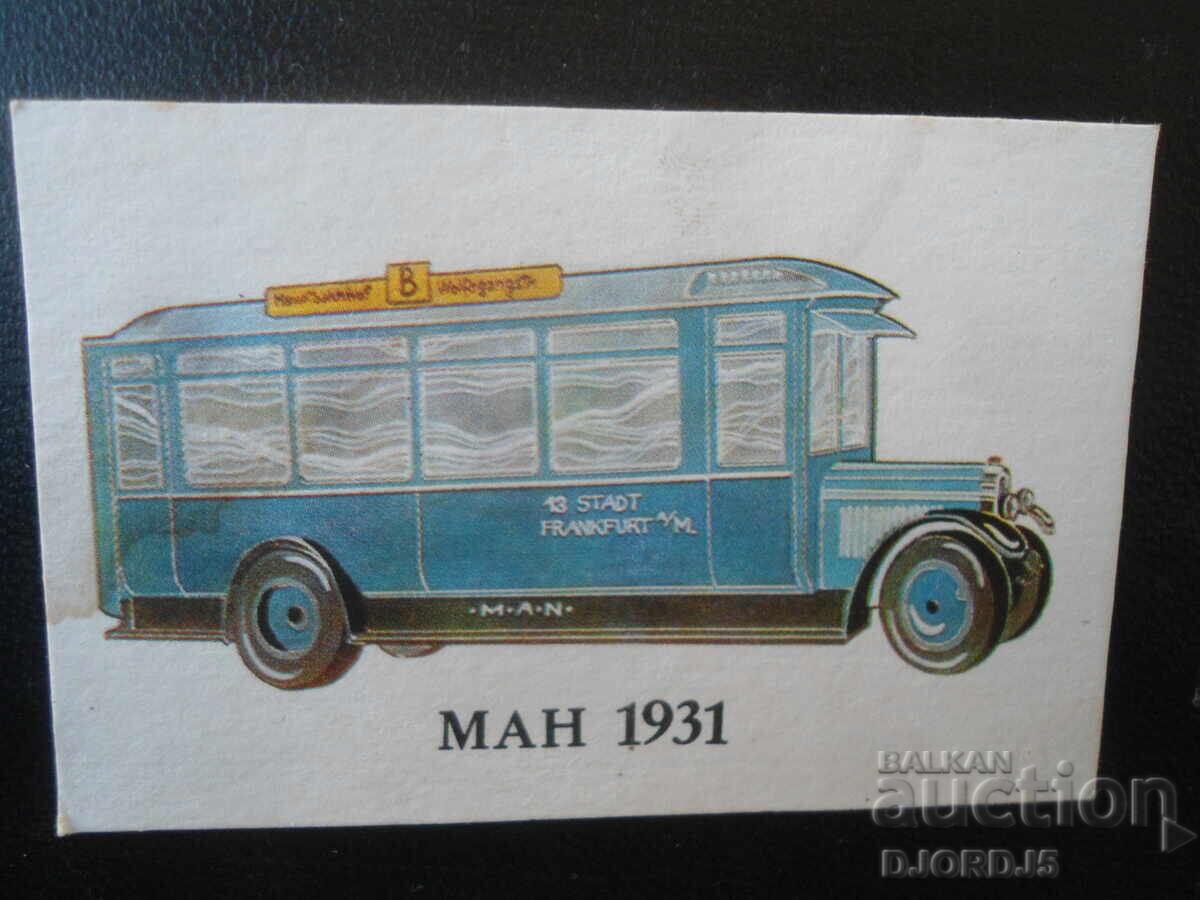 B
13 STADT
FRANKFURT A/M.
·M·A·N·
МАН 1931
BALKAN
auction
DJORDJ5